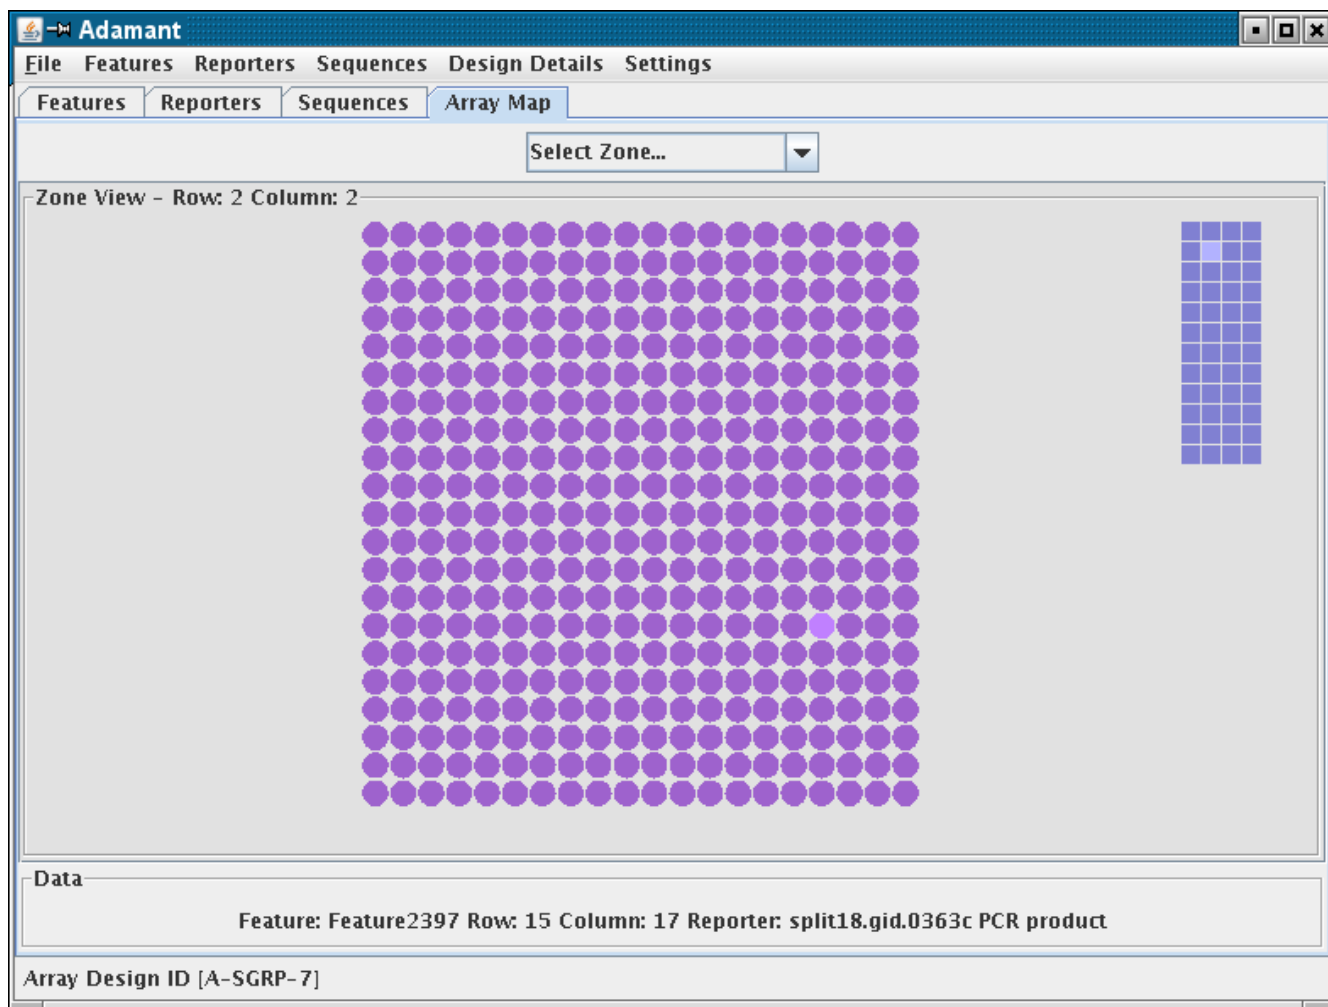 Adamant
File Features Reporters Sequences Design Details Settings
Features Reporters Sequences Array Map
Select Zone...
Zone View - Row: 2 Column: 2
Data
Feature: Feature2397 Row: 15 Column: 17 Reporter: split18.gid.0363c PCR product
Array Design ID [A-SGRP-7]